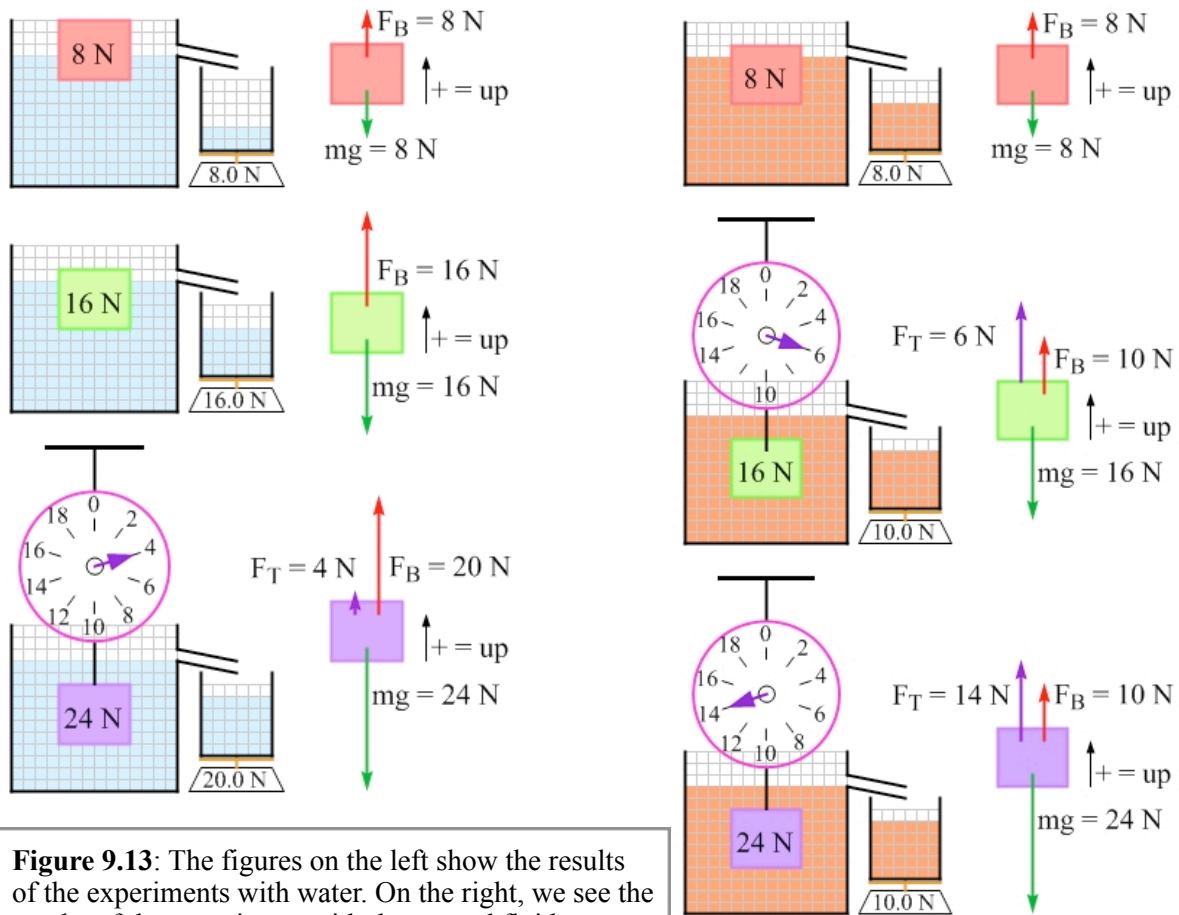 8 N
F_B = 8 N
+ = up
mg = 8 N
8.0 N
16 N
F_B = 16 N
+ = up
mg = 16 N
16.0 N
0
18 2
16 4
14 6
12 8
10
F_T = 4 N F_B = 20 N
+ = up
24 N
mg = 24 N
20.0 N
8 N
F_B = 8 N
+ = up
mg = 8 N
8.0 N
0
18 2
16 4
14 6
10
F_T = 6 N
F_B = 10 N
+ = up
16 N
mg = 16 N
10.0 N
0
18 2
16 4
14 6
12 8
10
F_T = 14 N F_B = 10 N
+ = up
24 N
mg = 24 N
10.0 N
Figure 9.13: The figures on the left show the results
of the experiments with water. On the right, we see the